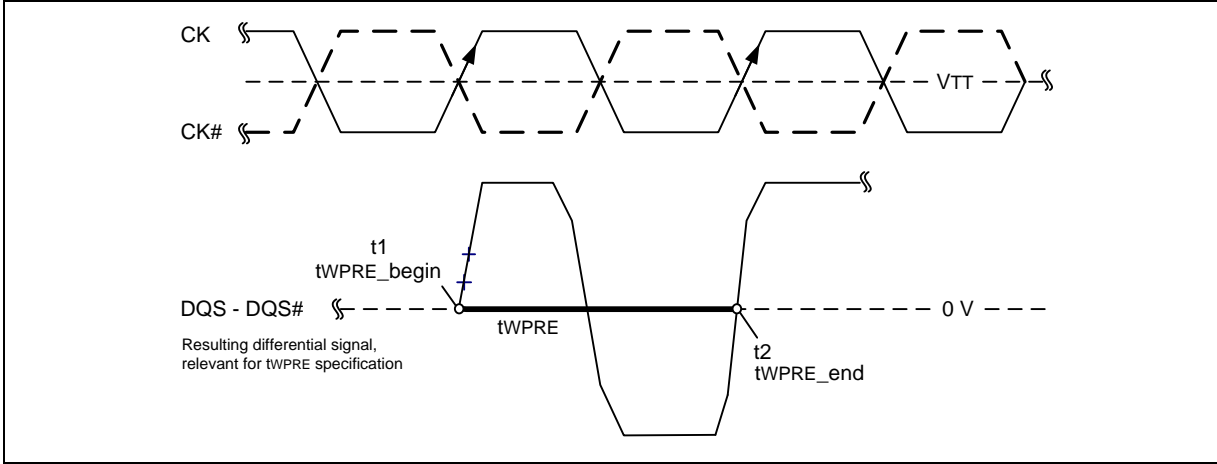 CK
VTT
CK#
t1
tWPRE_begin
DQS - DQS#
tWPRE
0 V
Resulting differential signal,
relevant for tWPRE specification
t2
tWPRE_end